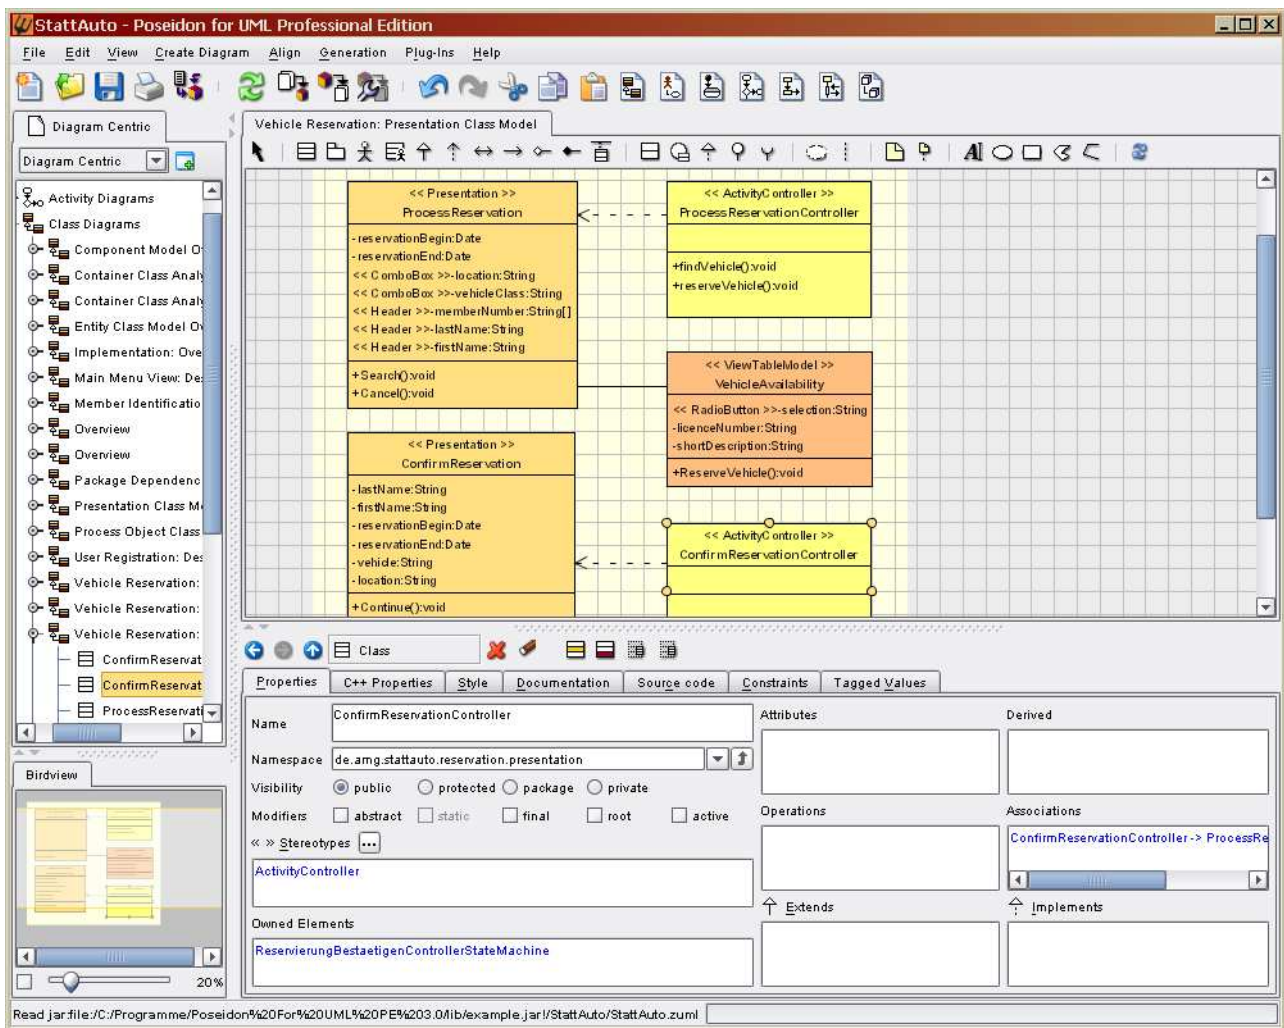 StattAuto - Poseidon for UML Professional Edition
File Edit View Create Diagram Align Generation Plug-Ins Help
Diagram Centric
Diagram Centric
Activity Diagrams
Class Diagrams
Component Model O
Container Class Analy
Container Class Analy
Entity Class Model Ov
Implementation: Ove
Main Menu View: De
Member Identificatio
Overview
Overview
Package Dependenc
Presentation Class M
Process Object Class
User Registration: De
Vehicle Reservation:
Vehicle Reservation:
Vehicle Reservation:
ConfirmReservat
ConfirmReservat
ProcessReservati
Birdview
20%
Vehicle Reservation: Presentation Class Model
<< Presentation >>
ProcessReservation
-reservationBegin:Date
-reservationEnd:Date
<< ComboBox >>-location:String
<< ComboBox >>-vehicleClass:String
<< Header >>-memberNumber:String[]
<< Header >>-lastName:String
<< Header >>-firstName:String
+Search():void
+Cancel():void
<< ActivityController >>
ProcessReservationController
+findVehicle():void
+reserveVehicle():void
<< ViewTableModel >>
VehicleAvailability
<< RadioButton >>-selection:String
-licenceNumber:String
-shortDescription:String
+ReserveVehicle():void
<< Presentation >>
ConfirmReservation
-lastName:String
-firstName:String
-reservationBegin:Date
-reservationEnd:Date
-vehicle:String
-location:String
+Continue():void
<< ActivityController >>
ConfirmReservationController
Class
Properties C++ Properties Style Documentation Source code Constraints Tagged Values
Name ConfirmReservationController
Namespace de.amg.stattauto.reservation.presentation
Visibility public protected package private
Modifiers abstract static final root active
« » Stereotypes ...
ActivityController
Owned Elements
ReservierungBestaetigenControllerStateMachine
Attributes
Derived
Operations
Associations
ConfirmReservationController -> ProcessRe
Extends
Implements
Read jar:file:/C:/Programme/Poseidon%20For%20UML%20PE%203.0/lib/example.jar!/StattAuto/StattAuto.zuml